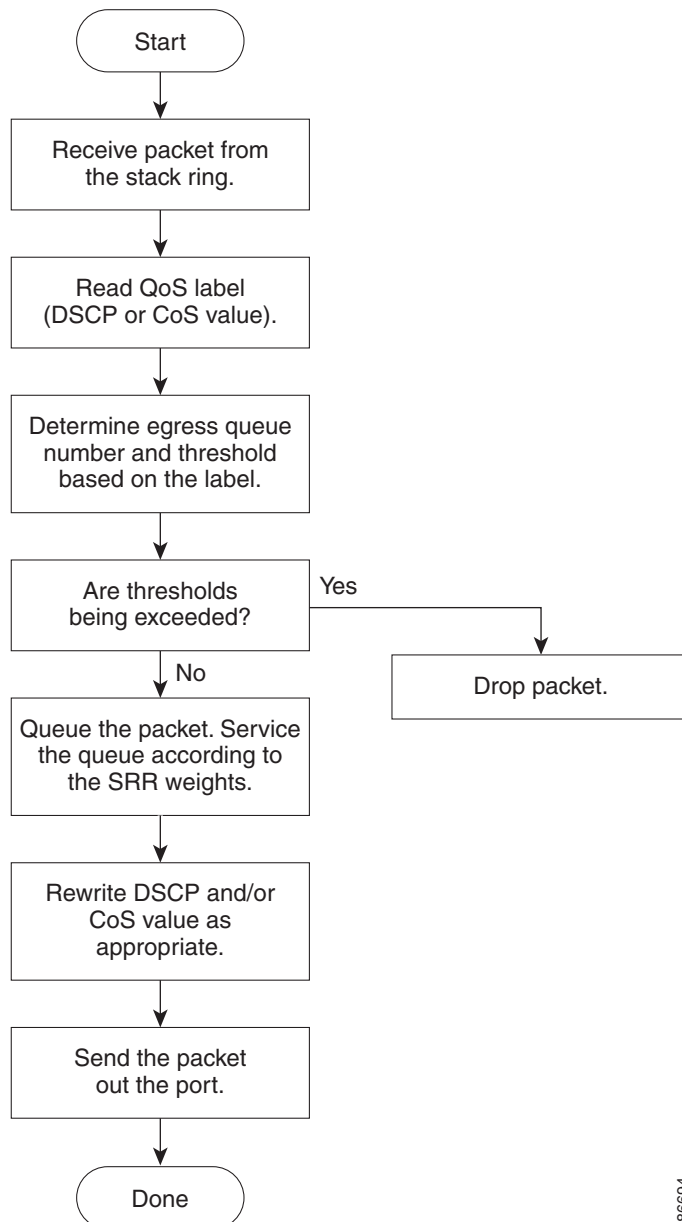 Start
Receive packet from
the stack ring.
Read QoS label
(DSCP or CoS value).
Determine egress queue
number and threshold
based on the label.
Are thresholds
being exceeded?
Yes
No
Drop packet.
Queue the packet. Service
the queue according to
the SRR weights.
Rewrite DSCP and/or
CoS value as
appropriate.
Send the packet
out the port.
Done